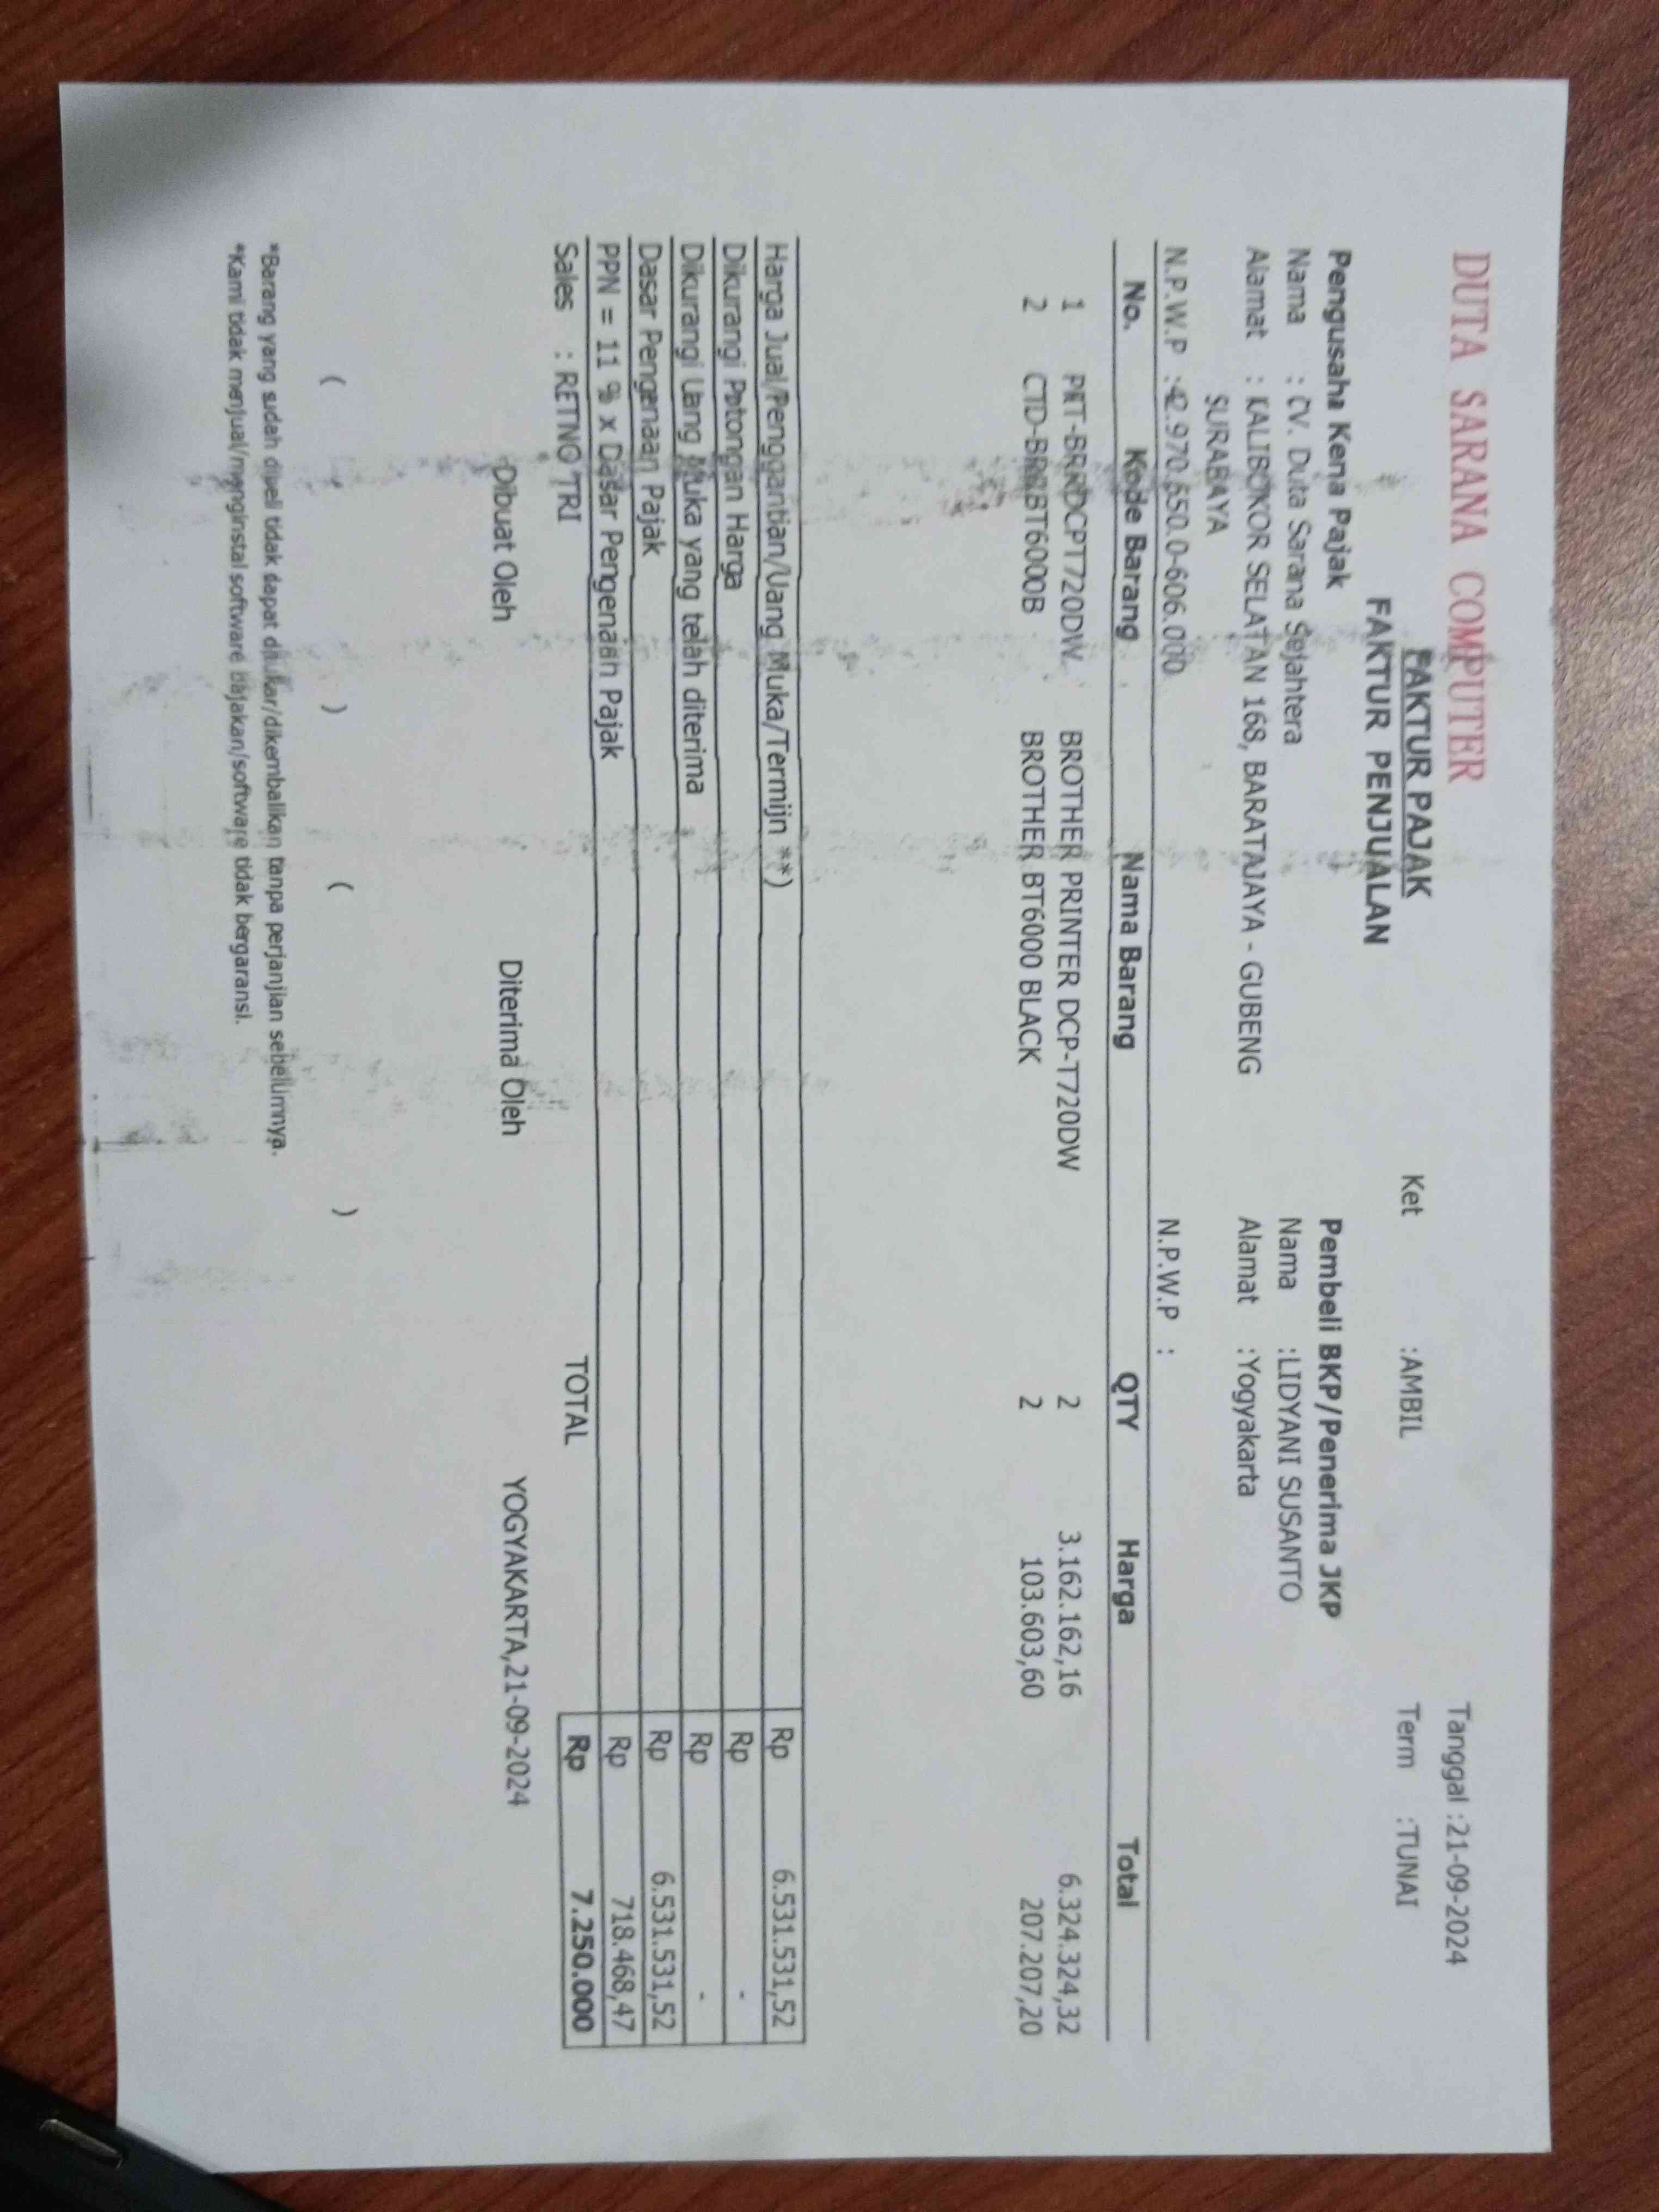 DUTA SARANA COMPUTER
Tanggal :21-09-2024
FAKTUR PAJAK
FAKTUR PENJUALAN
Ket :AMBIL
Term :TUNAI
Pengusaha Kena Pajak
Pembeli BKP/Penerima JKP
Nama : CV. Duta Sarana Sejahtera
Nama :LIDYANI SUSANTO
Alamat : KALIBOKOR SELATAN 168, BARATAJAYA - GUBENG
SURABAYA
Alamat :Yogyakarta
N.P.W.P :42.970.650.0-606.000
N.P.W.P :
No. Kode Barang Nama Barang QTY Harga Total
1 PRT-BRRDCPT720DW. BROTHER PRINTER DCP-T720DW 2 3.162.162,16 6.324.324,32
2 CTD-BRRBT6000B BROTHER BT6000 BLACK 2 103.603,60 207.207,20
Harga Jual/Penggantian/Uang Muka/Termijn **) Rp 6.531.531,52
Dikurangi Potongan Harga Rp -
Dikurangi Uang Muka yang telah diterima Rp -
Dasar Pengenaan Pajak Rp 6.531.531,52
PPN = 11 % x Dasar Pengenaan Pajak Rp 718.468,47
Sales : RETNO TRI TOTAL Rp 7.250.000
Dibuat Oleh Diterima Oleh YOGYAKARTA,21-09-2024
( ) ( )
*Barang yang sudah dibeli tidak dapat ditukar/dikembalikan tanpa perjanjian sebelumnya.
*Kami tidak menjual/menginstal software bajakan/software tidak bergaransi.